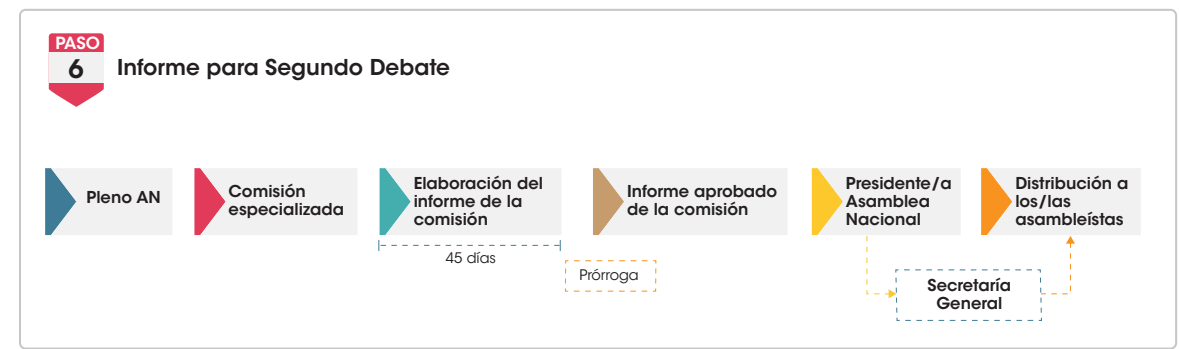 PASO
6
Informe para Segundo Debate
Pleno AN
Comisión
especializada
Elaboración del
informe de la
comisión
45 días
Prórroga
Informe aprobado
de la comisión
Presidente/a
Asamblea
Nacional
Secretaría
General
Distribución a
los/las
asambleístas